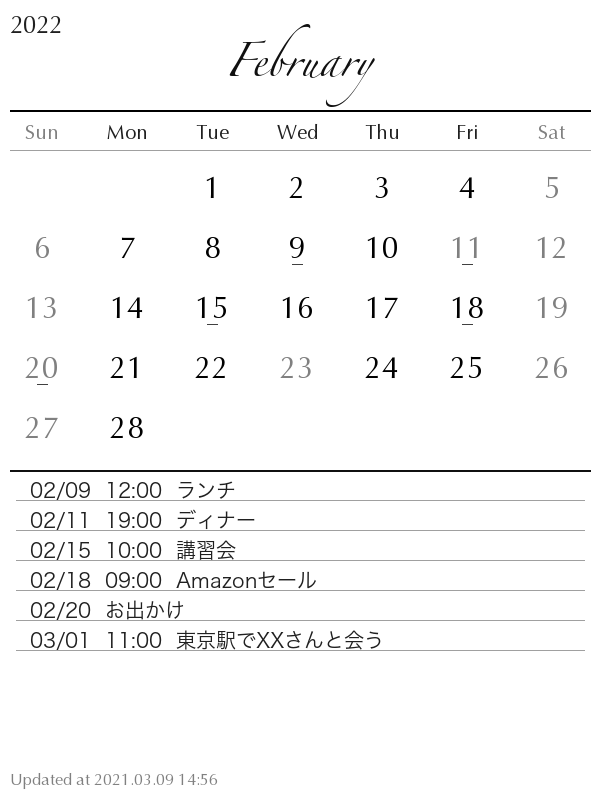 2022
February
Sun Mon Tue Wed Thu Fri Sat
1 2 3 4 5
6 7 8 9 10 11 12
13 14 15 16 17 18 19
20 21 22 23 24 25 26
27 28
02/09 12:00 ランチ
02/11 19:00 ディナー
02/15 10:00 講習会
02/18 09:00 Amazonセール
02/20 お出かけ
03/01 11:00 東京駅でXXさんと会う
Updated at 2021.03.09 14:56